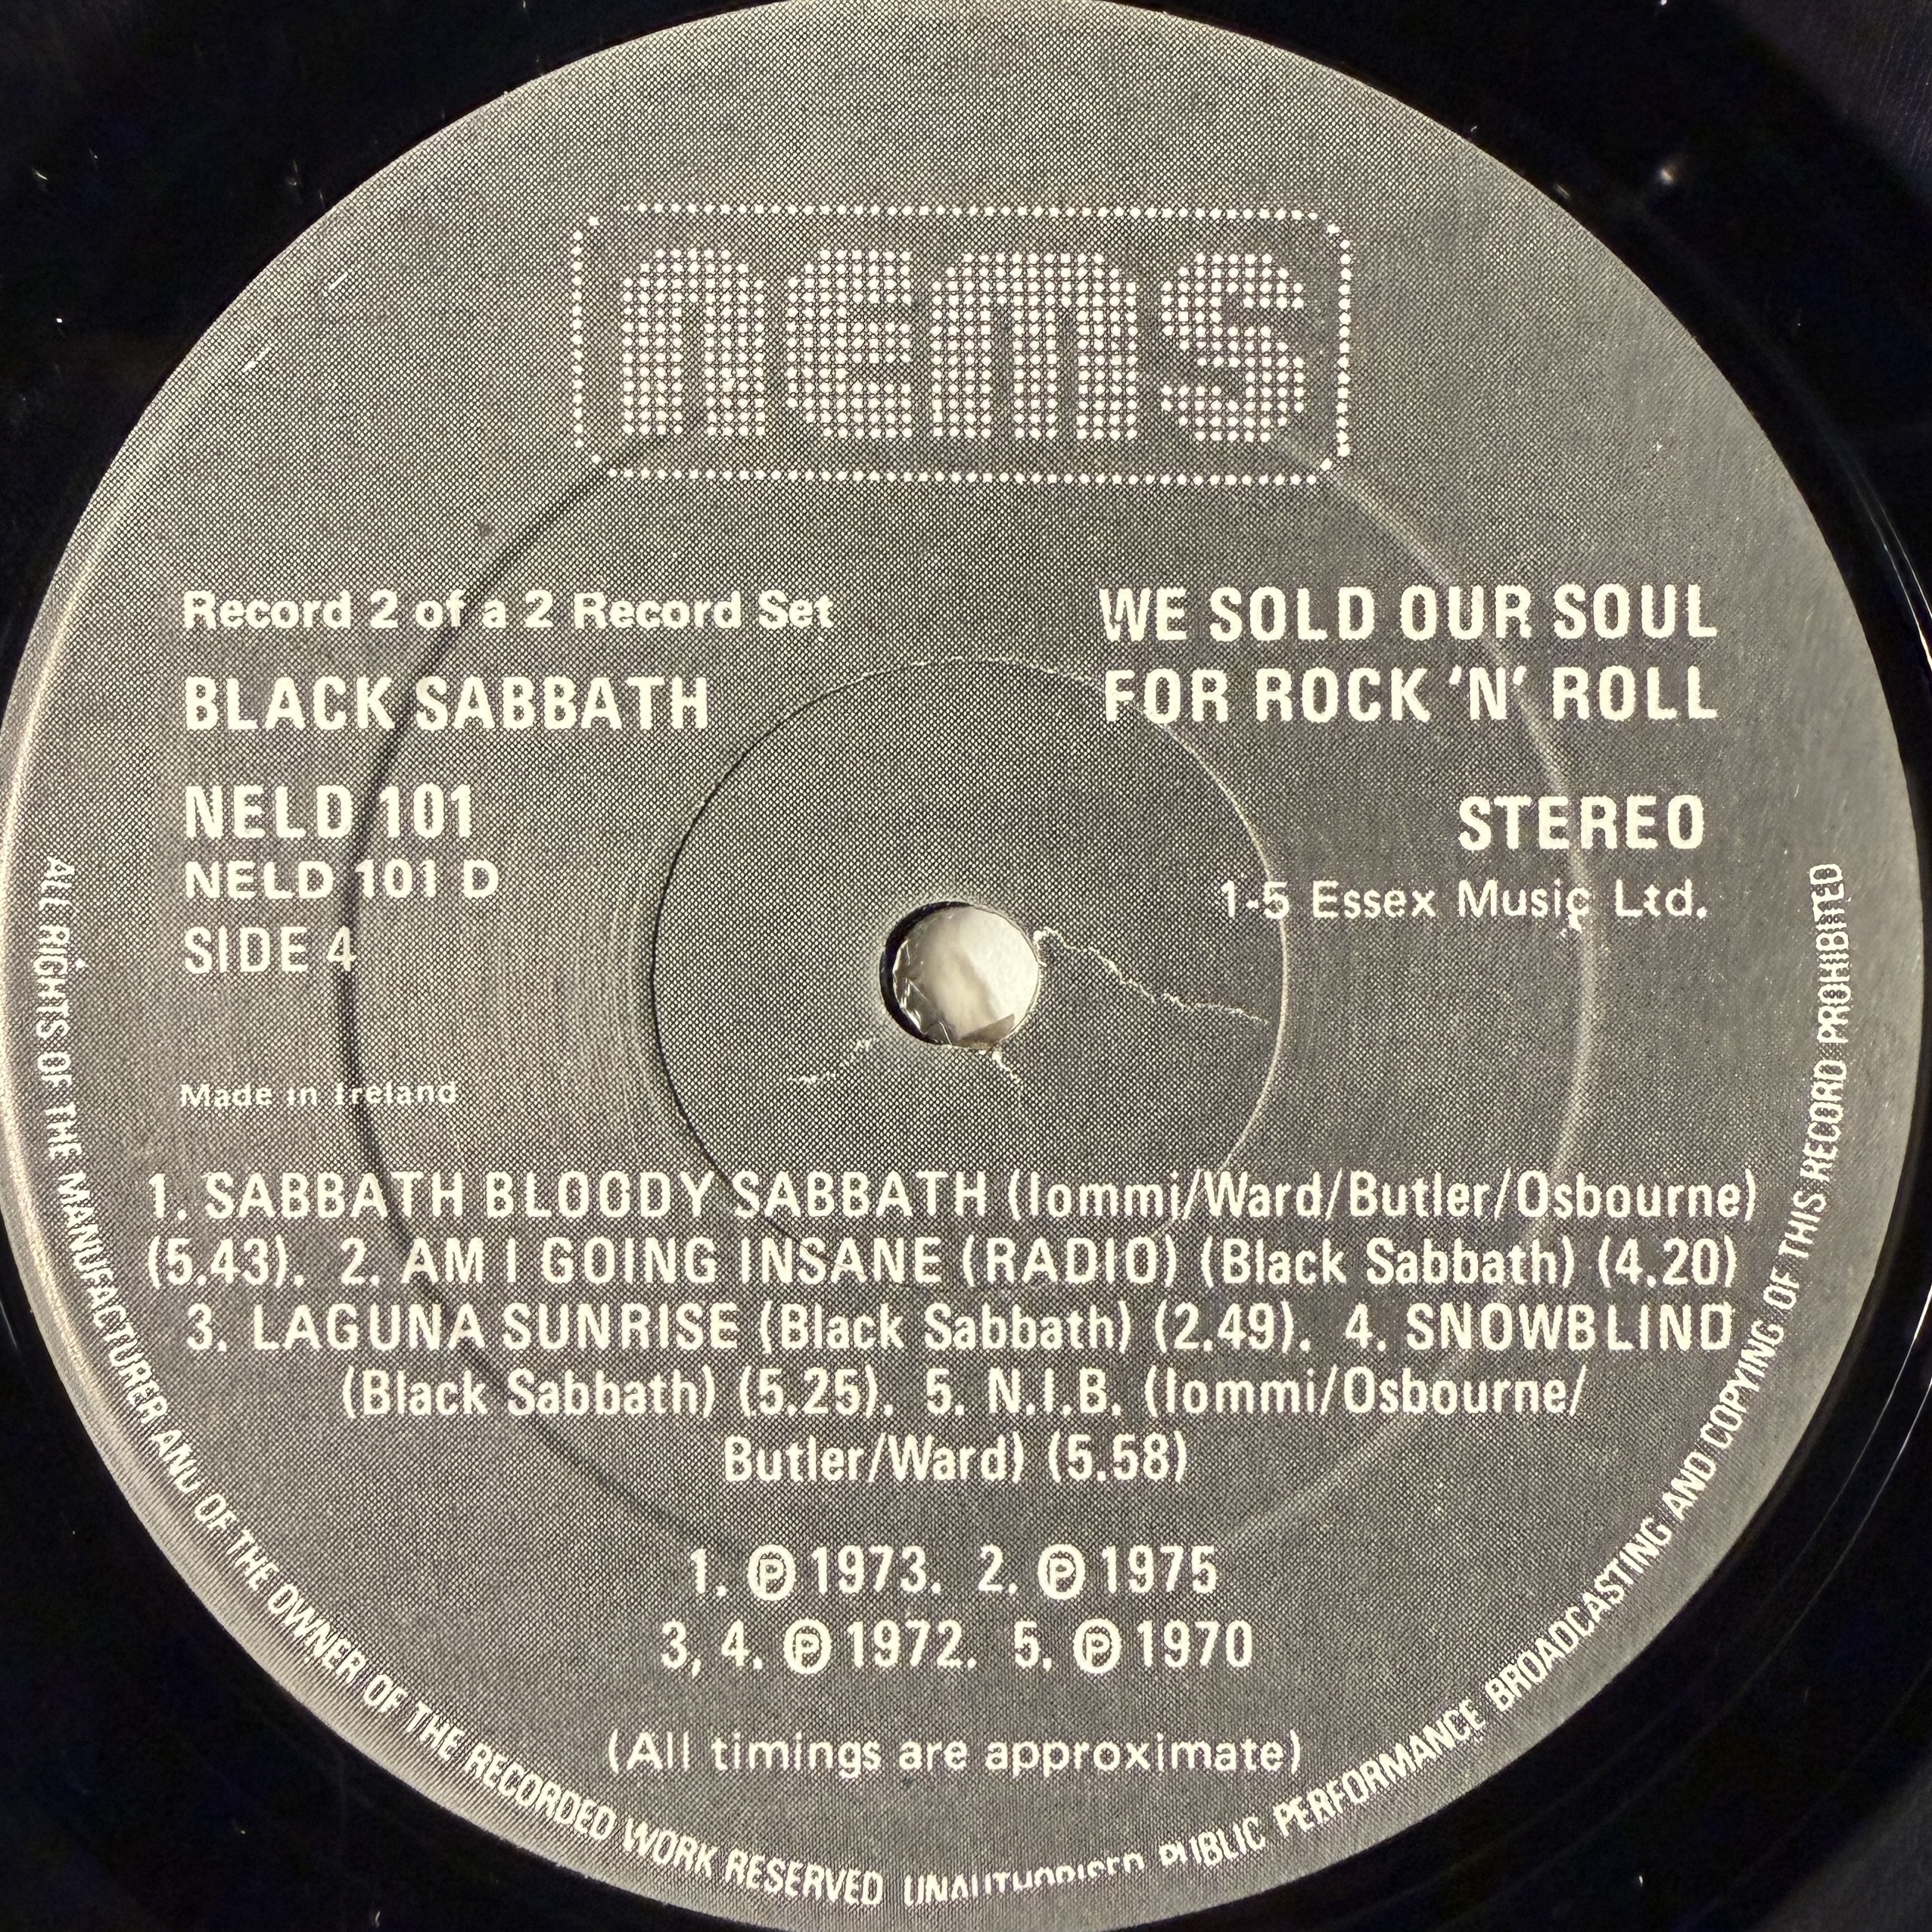 nems
Record 2 of a 2 Record Set
BLACK SABBATH
NELD 101
NELD 101 D
SIDE 4
Made in Ireland
WE SOLD OUR SOUL
FOR ROCK 'N' ROLL
STEREO
1-5 Essex Music Ltd.
1. SABBATH BLOODY SABBATH (Iommi/Ward/Butler/Osbourne)
(5.43). 2. AM I GOING INSANE (RADIO) (Black Sabbath) (4.20)
3. LAGUNA SUNRISE (Black Sabbath) (2.49). 4. SNOWBLIND
(Black Sabbath) (5.25). 5. N.I.B. (Iommi/Osbourne/
Butler/Ward) (5.58)
1. ℗ 1973. 2. ℗ 1975
3, 4. ℗ 1972. 5. ℗ 1970
(All timings are approximate)
ALL RIGHTS OF THE MANUFACTURER AND OF THE OWNER OF THE RECORDED WORK RESERVED UNAUTHORISED PUBLIC PERFORMANCE BROADCASTING AND COPYING OF THIS RECORD PROHIBITED